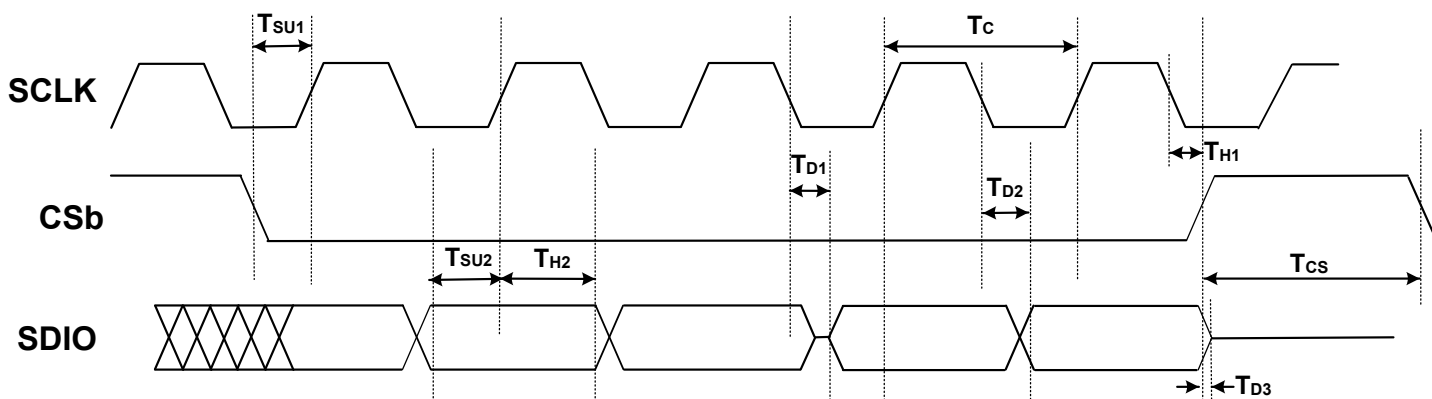 TSU1
TC
SCLK
TH1
TD1
TD2
CSb
TSU2
TH2
TCS
SDIO
TD3